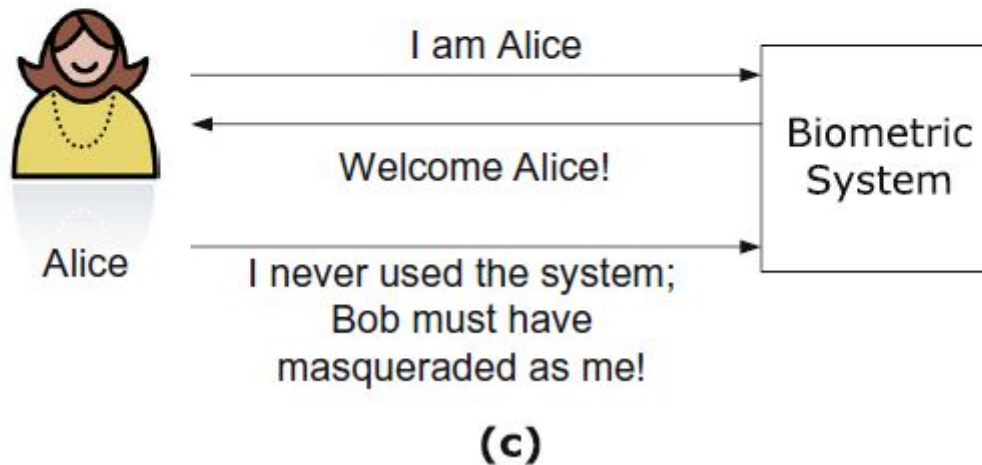 I am Alice
Welcome Alice!
Biometric
System
Alice
I never used the system;
Bob must have
masqueraded as me!
(c)